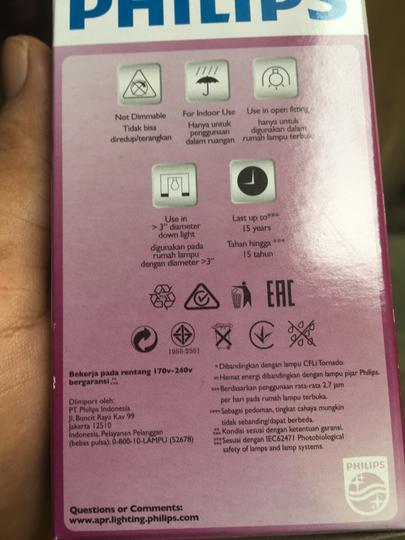 PHILIPS
Not Dimmable
Tidak bisa
diredup/terangkan
For Indoor Use
Hanya untuk
penggunaan
dalam ruangan
Use in open fitting
hanya untuk
digunakan dalam
rumah lampu terbuka
Use in
> 3" diameter
down light
digunakan pada
rumah lampu
dengan diameter >3"
Last up to***
15 years
Tahan hingga ***
15 tahun
EAC
1955-2551
Bekerja pada rentang 170v-240v
bergaransi
Diimport oleh:
PT. Philips Indonesia
Jl. Buncit Raya Kav 99
Jakarta 12510
Indonesia, Pelayanan Pelanggan
(bebas pulsa): 0-800-10-LAMPU (52678)
* Dibandingkan dengan lampu CFLi Tornado.
** Hemat energi dibandingkan dengan lampu pijar Philips.
*** Berdasarkan penggunaan rata-rata 2.7 jam
per hari pada rumah lampu terbuka.
**** Sebagai pedoman, tingkat cahaya mungkin
tidak sebanding/dapat berbeda.
Kondisi sesuai dengan ketentuan garansi.
Sesuai dengan IEC62471 Photobiological
safety of lamps and lamp systems.
PHILIPS
Questions or Comments:
www.apr.lighting.philips.com